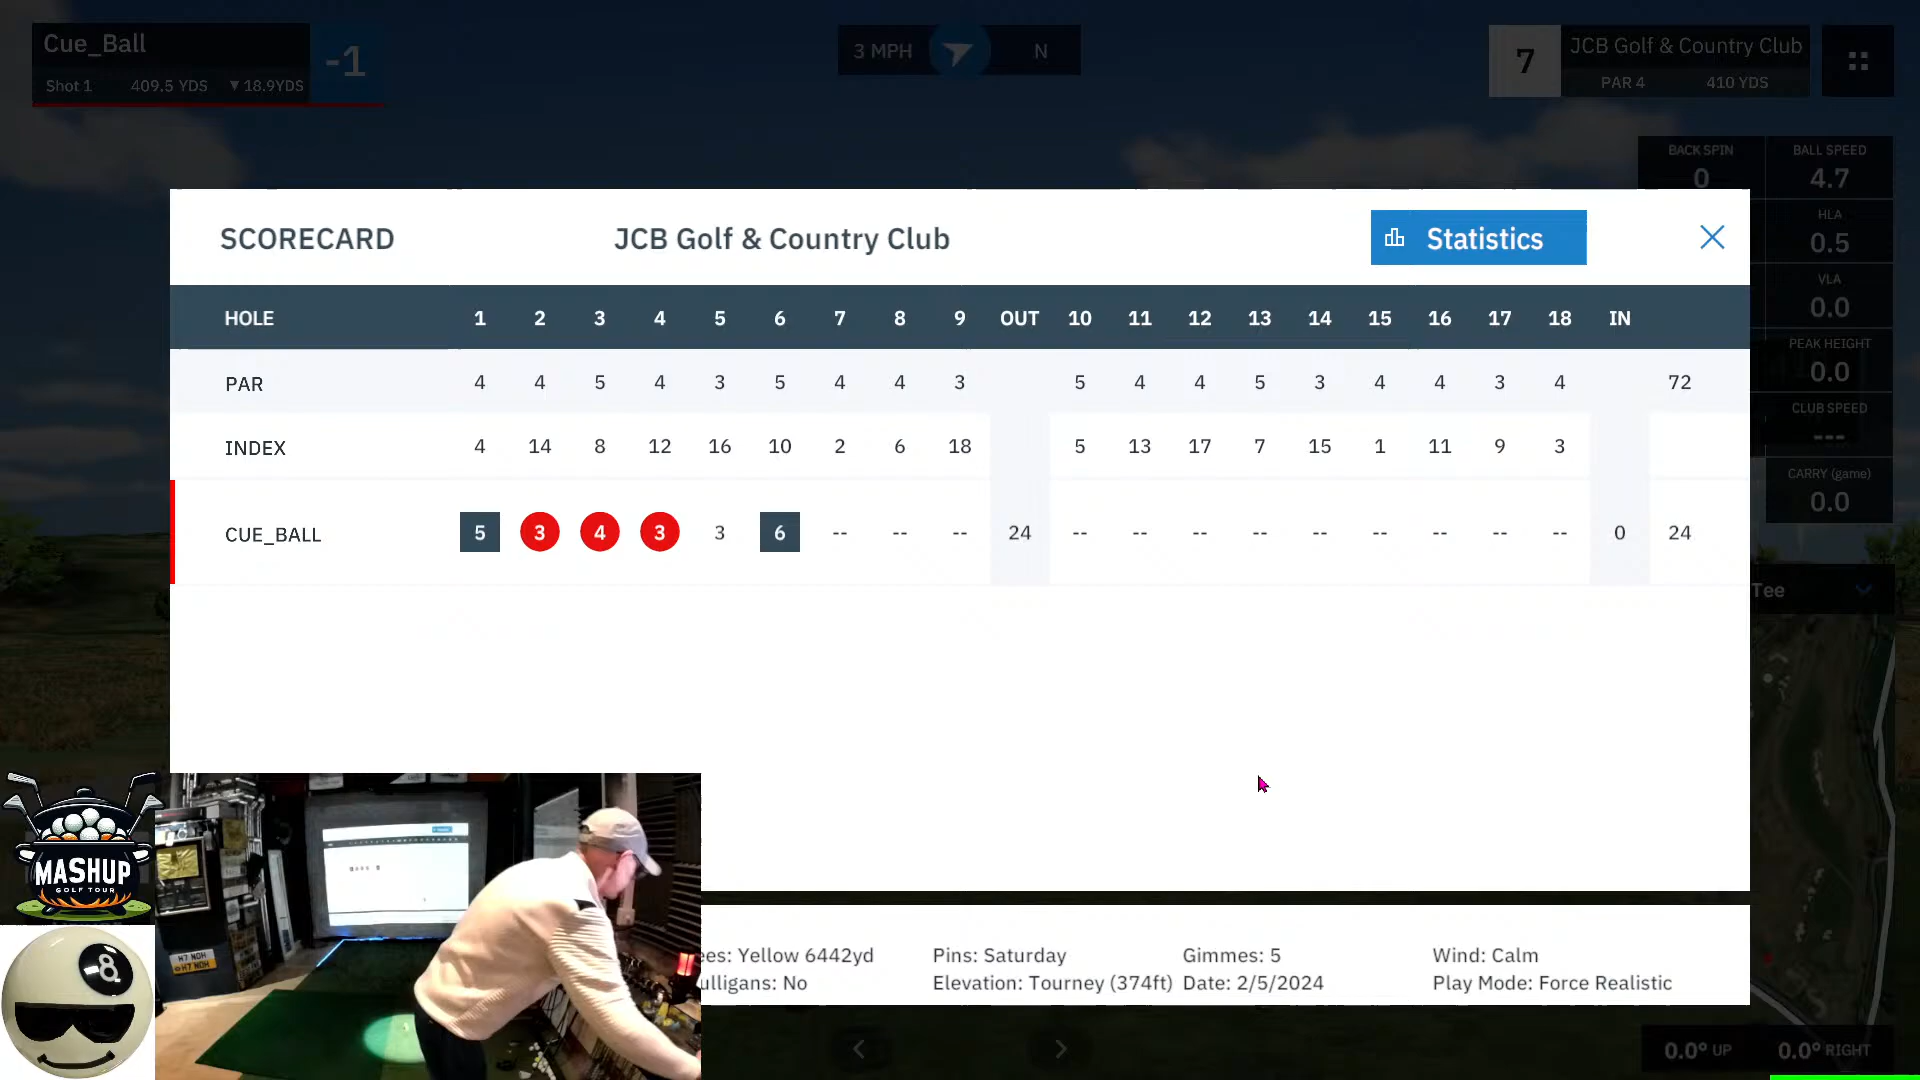 Cue_Ball
-1
Shot 1 409.5 YDS ▼18.9YDS
3 MPH N
7
JCB Golf & Country Club
PAR 4 410 YDS
BACK SPIN
0
BALL SPEED
4.7
HLA
0.5
VLA
0.0
PEAK HEIGHT
0.0
CLUB SPEED
---
CARRY (game)
0.0
SCORECARD JCB Golf & Country Club Statistics
HOLE 1 2 3 4 5 6 7 8 9 OUT 10 11 12 13 14 15 16 17 18 IN
PAR 4 4 5 4 3 5 4 4 3 5 4 4 5 3 4 4 3 4 72
INDEX 4 14 8 12 16 10 2 6 18 5 13 17 7 15 1 11 9 3
CUE_BALL 5 3 4 3 3 6 -- -- -- 24 -- -- -- -- -- -- -- -- -- 0 24
Tee
MASHUP
GOLF TOUR
-8
H7 NOH
H7 NOH
ees: Yellow 6442yd Pins: Saturday Gimmes: 5 Wind: Calm
ulligans: No Elevation: Tourney (374ft) Date: 2/5/2024 Play Mode: Force Realistic
0.0° UP 0.0° RIGHT